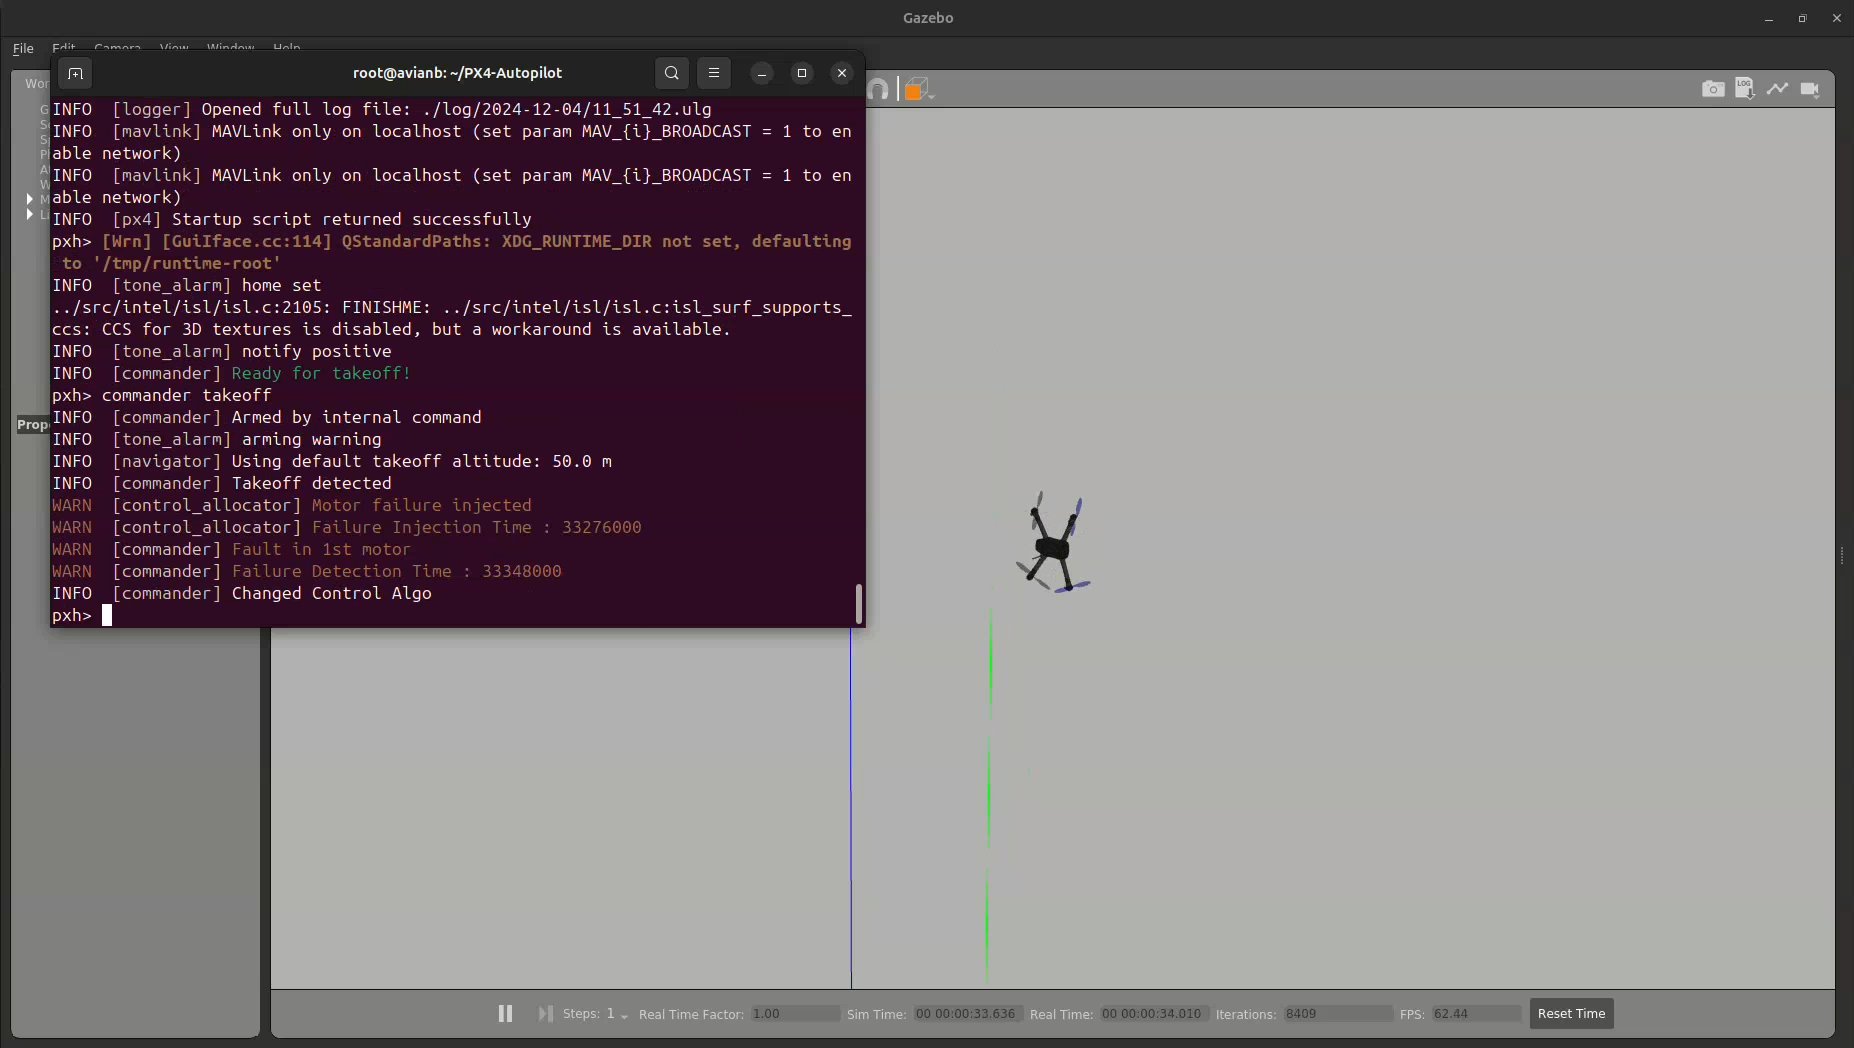 Gazebo
File Edit Camera View Window Help
root@avianb: ~/PX4-Autopilot
INFO  [logger] Opened full log file: ./log/2024-12-04/11_51_42.ulg
INFO  [mavlink] MAVLink only on localhost (set param MAV_{i}_BROADCAST = 1 to en
able network)
INFO  [mavlink] MAVLink only on localhost (set param MAV_{i}_BROADCAST = 1 to en
able network)
INFO  [px4] Startup script returned successfully
pxh> [Wrn] [GuiIface.cc:114] QStandardPaths: XDG_RUNTIME_DIR not set, defaulting
to '/tmp/runtime-root'
INFO  [tone_alarm] home set
../src/intel/isl/isl.c:2105: FINISHME: ../src/intel/isl/isl.c:isl_surf_supports_
ccs: CCS for 3D textures is disabled, but a workaround is available.
INFO  [tone_alarm] notify positive
INFO  [commander] Ready for takeoff!
pxh> commander takeoff
INFO  [commander] Armed by internal command
INFO  [tone_alarm] arming warning
INFO  [navigator] Using default takeoff altitude: 50.0 m
INFO  [commander] Takeoff detected
WARN  [control_allocator] Motor failure injected
WARN  [control_allocator] Failure Injection Time : 33276000
WARN  [commander] Fault in 1st motor
WARN  [commander] Failure Detection Time : 33348000
INFO  [commander] Changed Control Algo
pxh>
LOG
Steps: 1 Real Time Factor: 1.00 Sim Time: 00 00:00:33.636 Real Time: 00 00:00:34.010 Iterations: 8409 FPS: 62.44 Reset Time